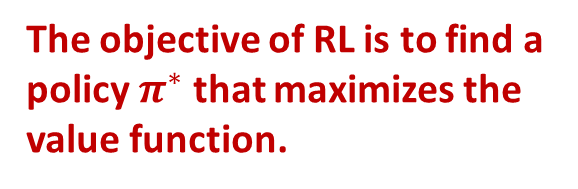 The objective of RL is to find a
policy π* that maximizes the
value function.